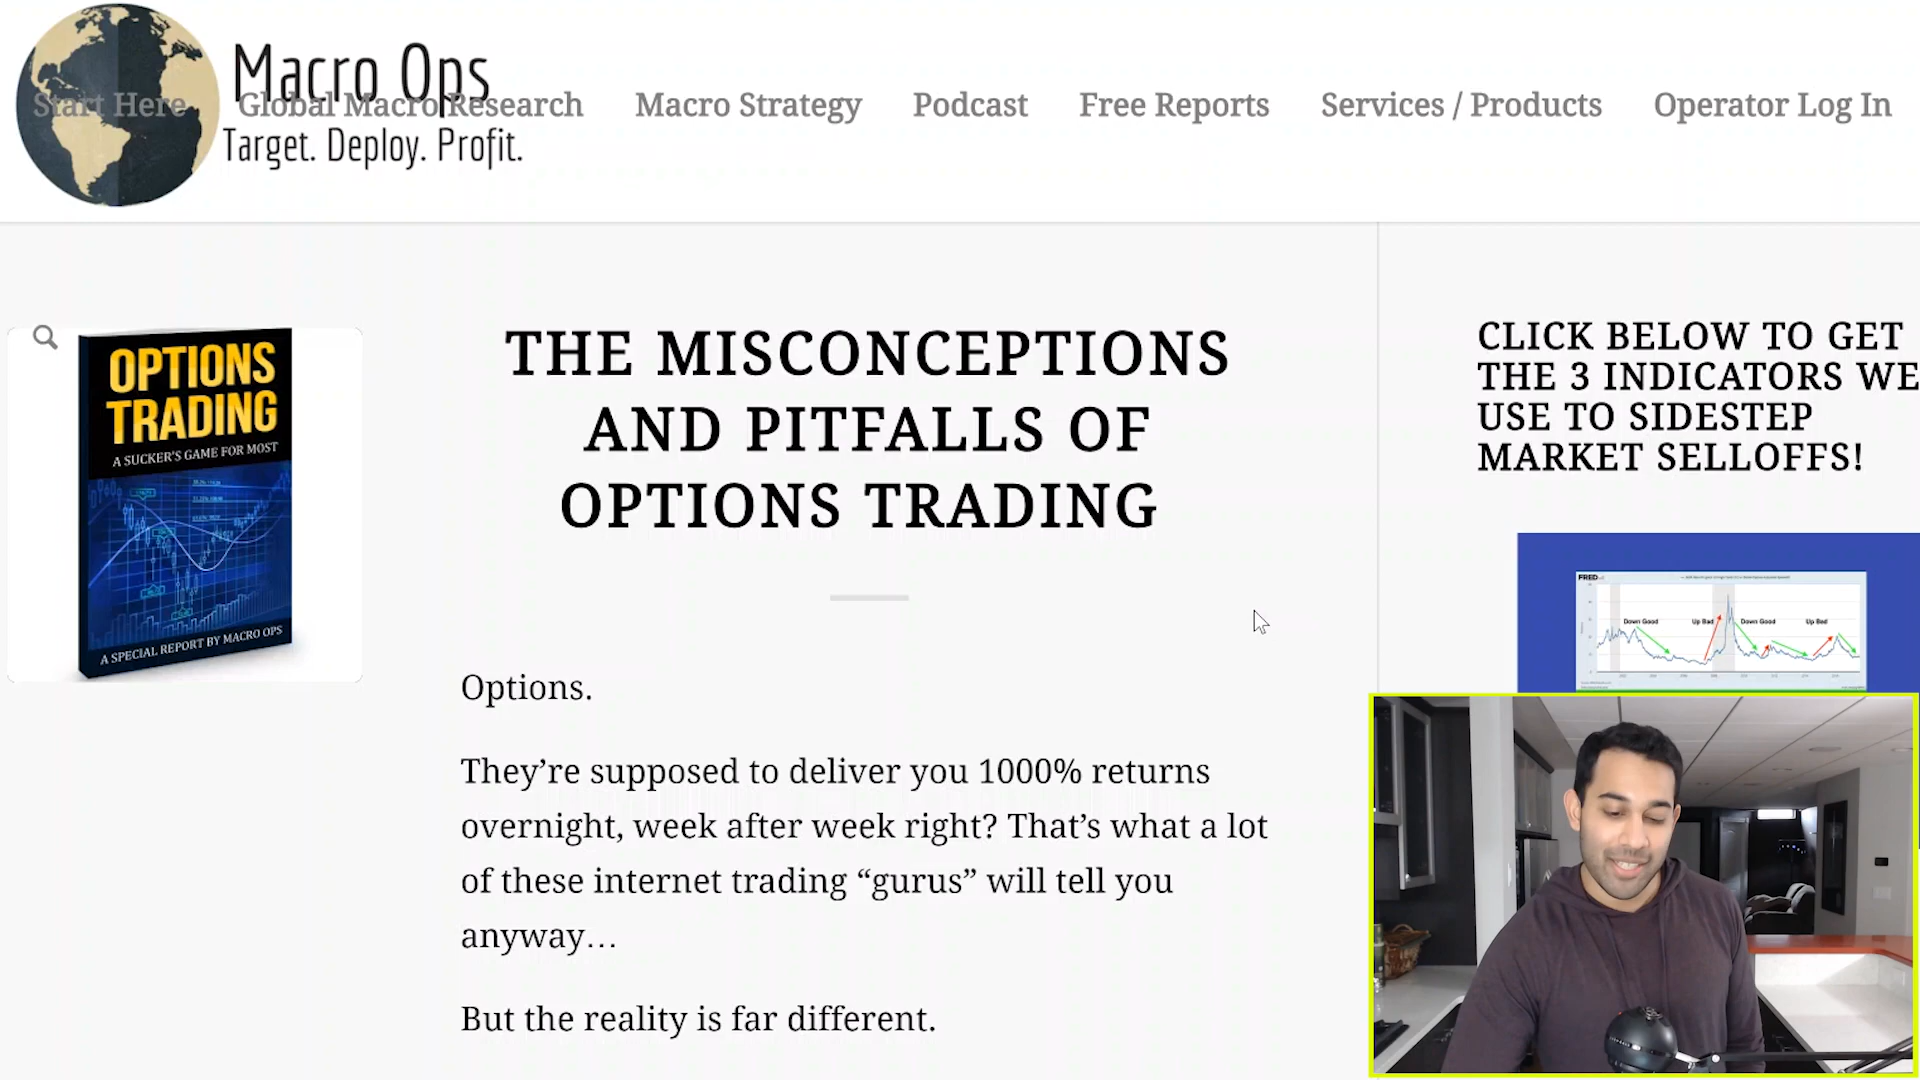 Macro Ops
Target. Deploy. Profit.
Start Here
Global Macro Research
Macro Strategy
Podcast
Free Reports
Services / Products
Operator Log In
OPTIONS
TRADING
A SUCKER'S GAME FOR MOST
A SPECIAL REPORT BY MACRO OPS
THE MISCONCEPTIONS
AND PITFALLS OF
OPTIONS TRADING
Options.
They’re supposed to deliver you 1000% returns
overnight, week after week right? That’s what a lot
of these internet trading “gurus” will tell you
anyway…
But the reality is far different.
CLICK BELOW TO GET
THE 3 INDICATORS WE
USE TO SIDESTEP
MARKET SELLOFFS!
FRED
Down Good
Up Bad
Down Good
Up Bad